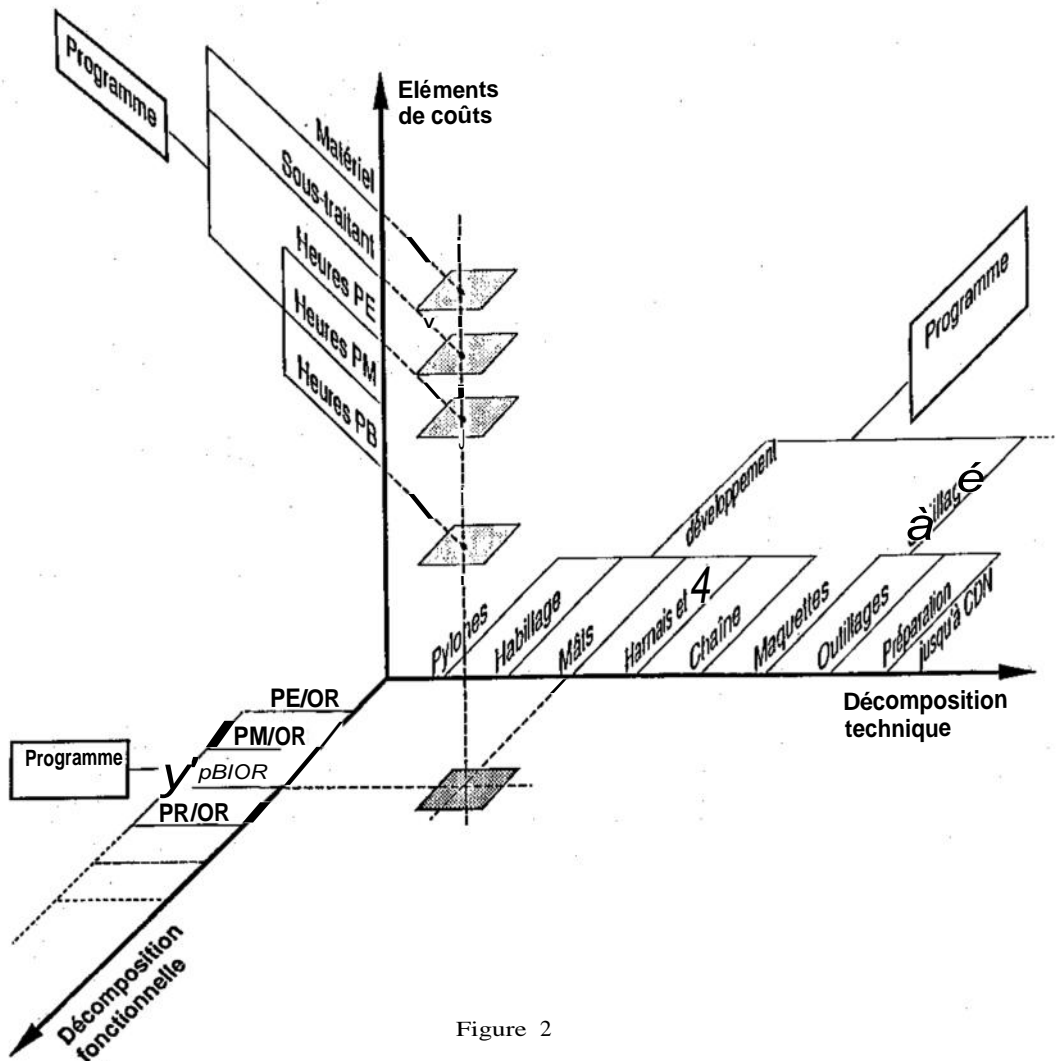 Programme
Eléments
de coûts
Matériel
Sous-traitant
Heures PE
Heures PM
Heures PB
Programme
développement
é
à
Pylones
Habillage
Mâts
Harnais et 4
Chaîne
Maquettes
Outillages
Préparation
jusqu'à CDN
Décomposition
technique
PE/OR
PM/OR
Programme
y'
pBIOR
PR/OR
Décomposition
fonctionnelle
Figure 2